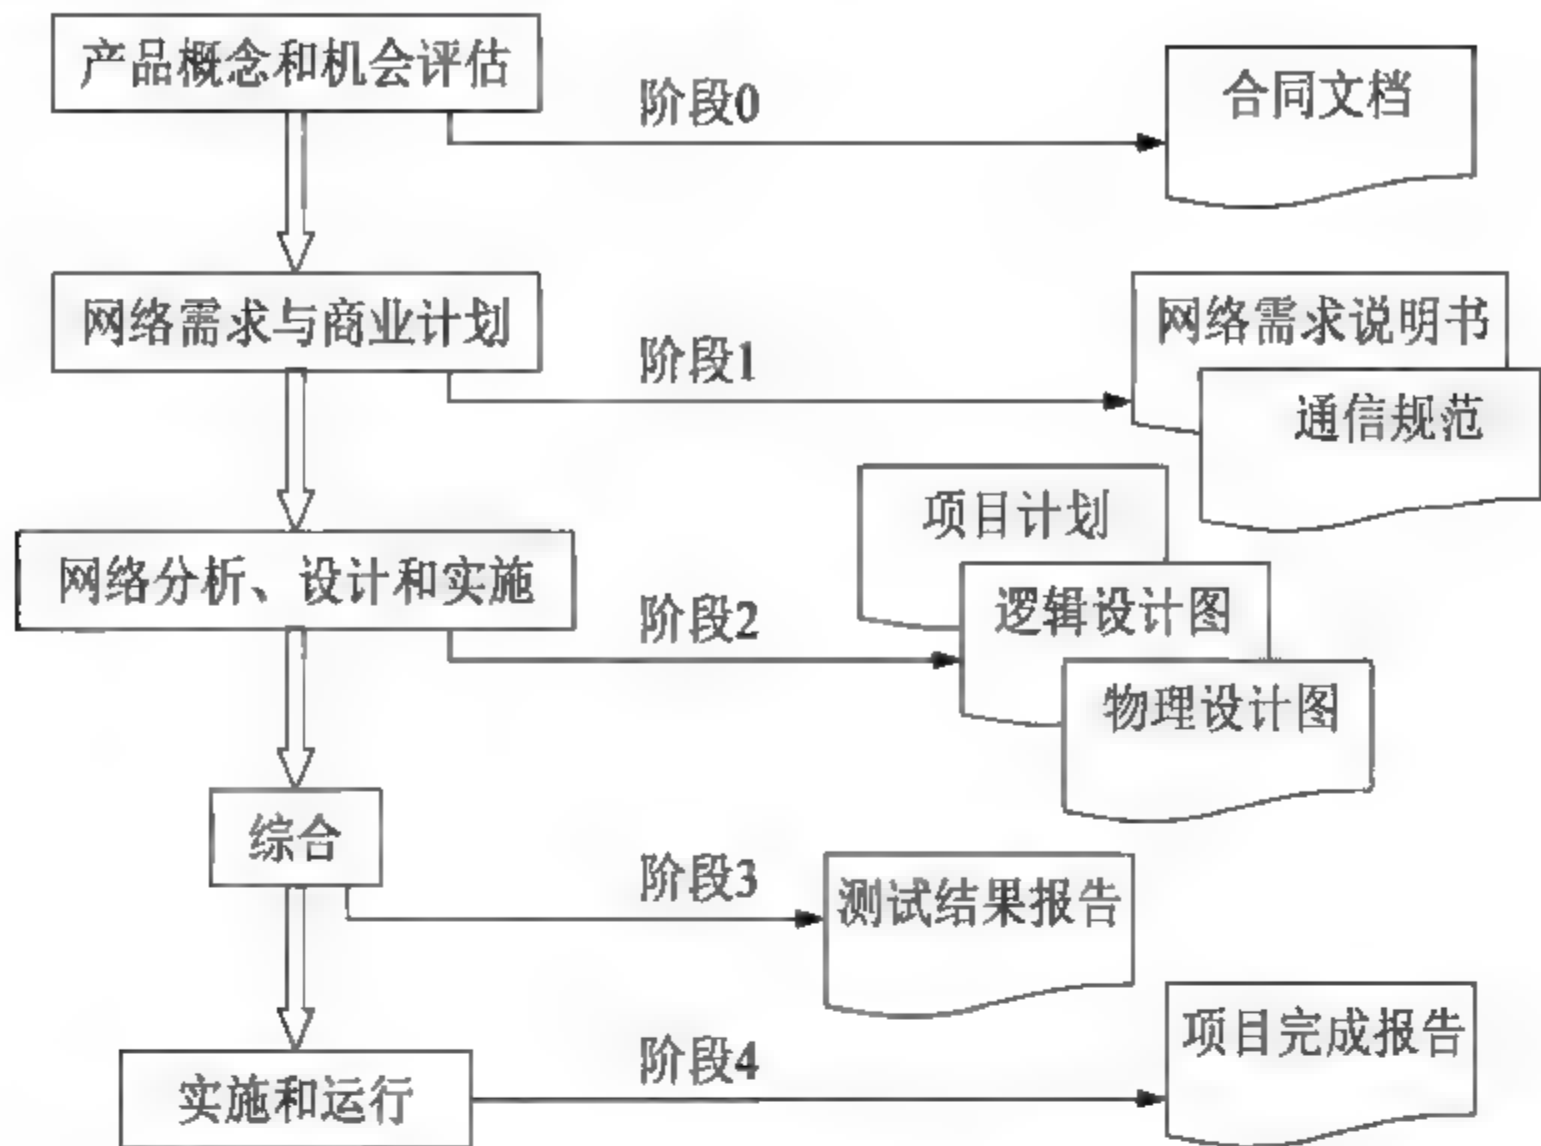 产品概念和机会评估
阶段0
合同文档
网络需求与商业计划
阶段1
网络需求说明书
通信规范
网络分析、设计和实施
阶段2
项目计划
逻辑设计图
物理设计图
综合
阶段3
测试结果报告
实施和运行
阶段4
项目完成报告